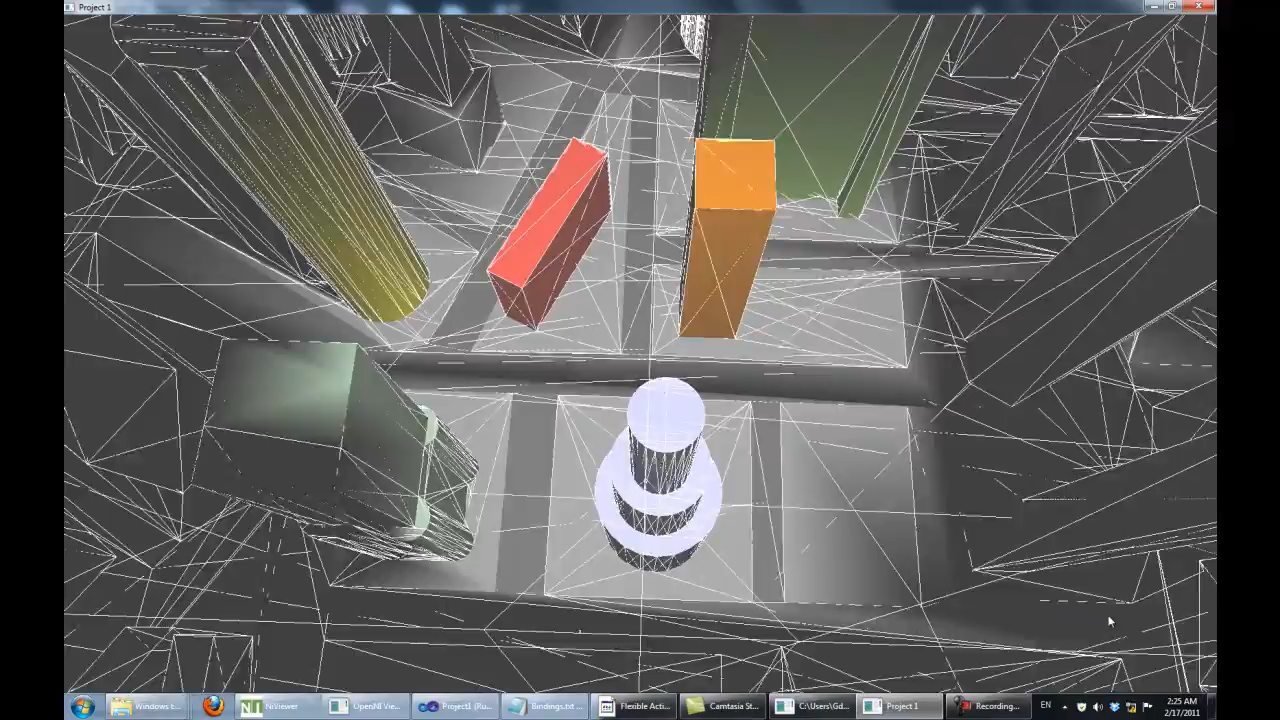 Project 1
Windows t...
NiViewer
OpenNI Vie...
Project1 (Ru...
Bindings.txt ...
Flexible Acti...
Camtasia St...
C:\Users\Gd...
Project 1
Recording...
EN
2:25 AM
2/17/2011